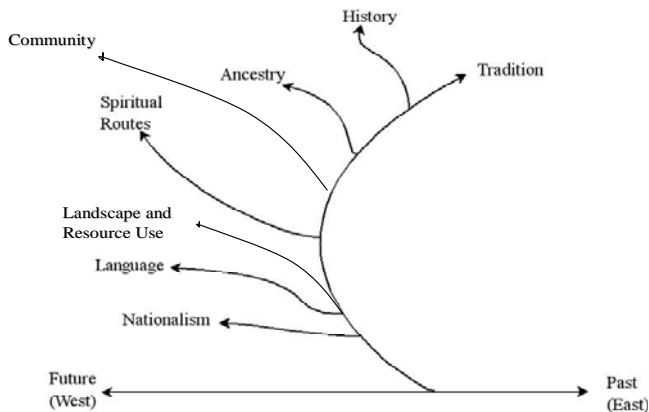 History
Community
Tradition
Ancestry
Spiritual
Routes
Landscape and
Resource Use
Language
Nationalism
Future
(West)
Past
(East)